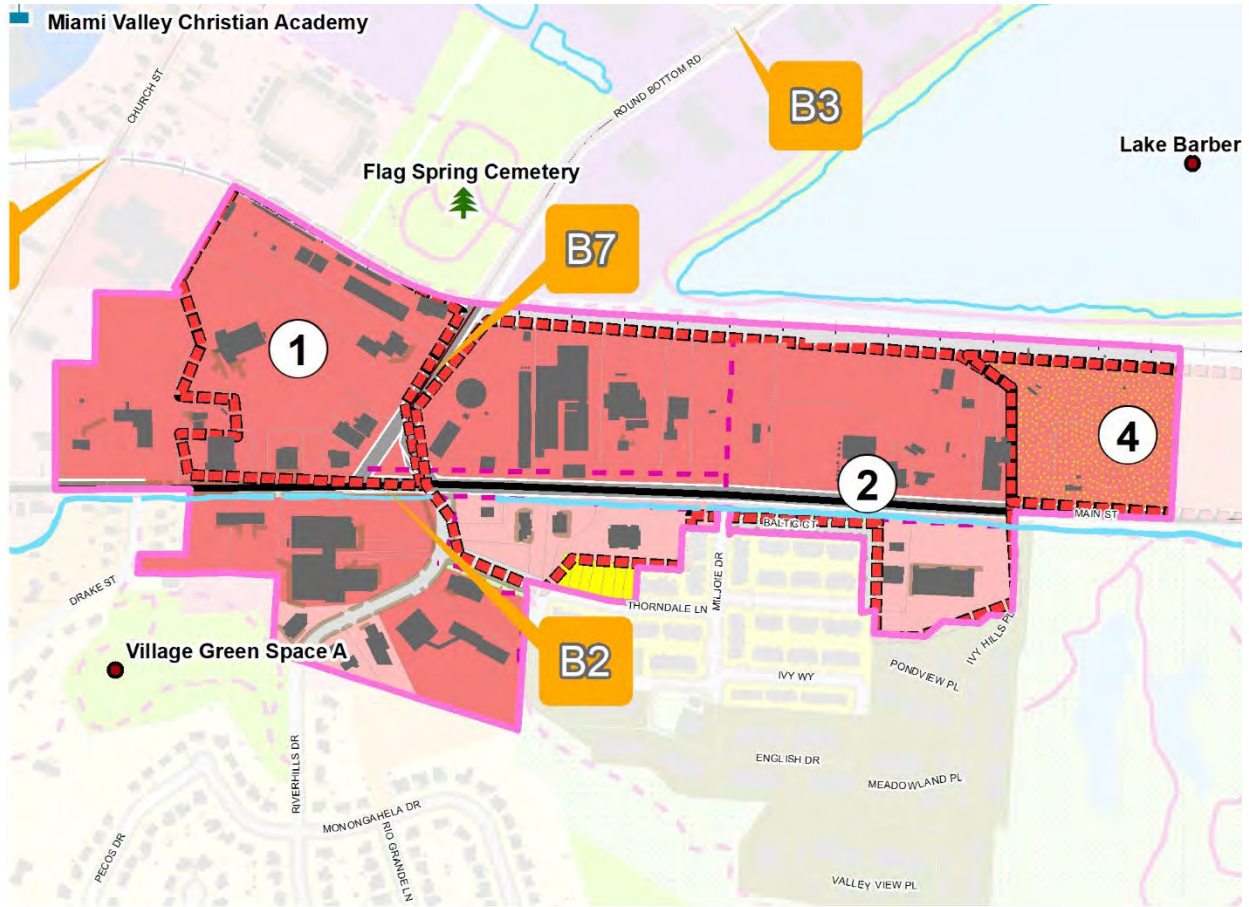 Miami Valley Christian Academy
CHURCH ST
ROUND BOTTOM RD
B3
Lake Barber
Flag Spring Cemetery
B7
1
4
2
MAIN ST
BALTIC CT
MILJOIE DR
DRAKE ST
THORNDALE LN
IVY HILLS PL
Village Green Space A
B2
PONDVIEW PL
IVY WY
RIVERHILLS DR
ENGLISH DR
MEADOWLAND PL
MONONGAHELA DR
PECOS DR
RIO GRANDE LN
VALLEY VIEW PL